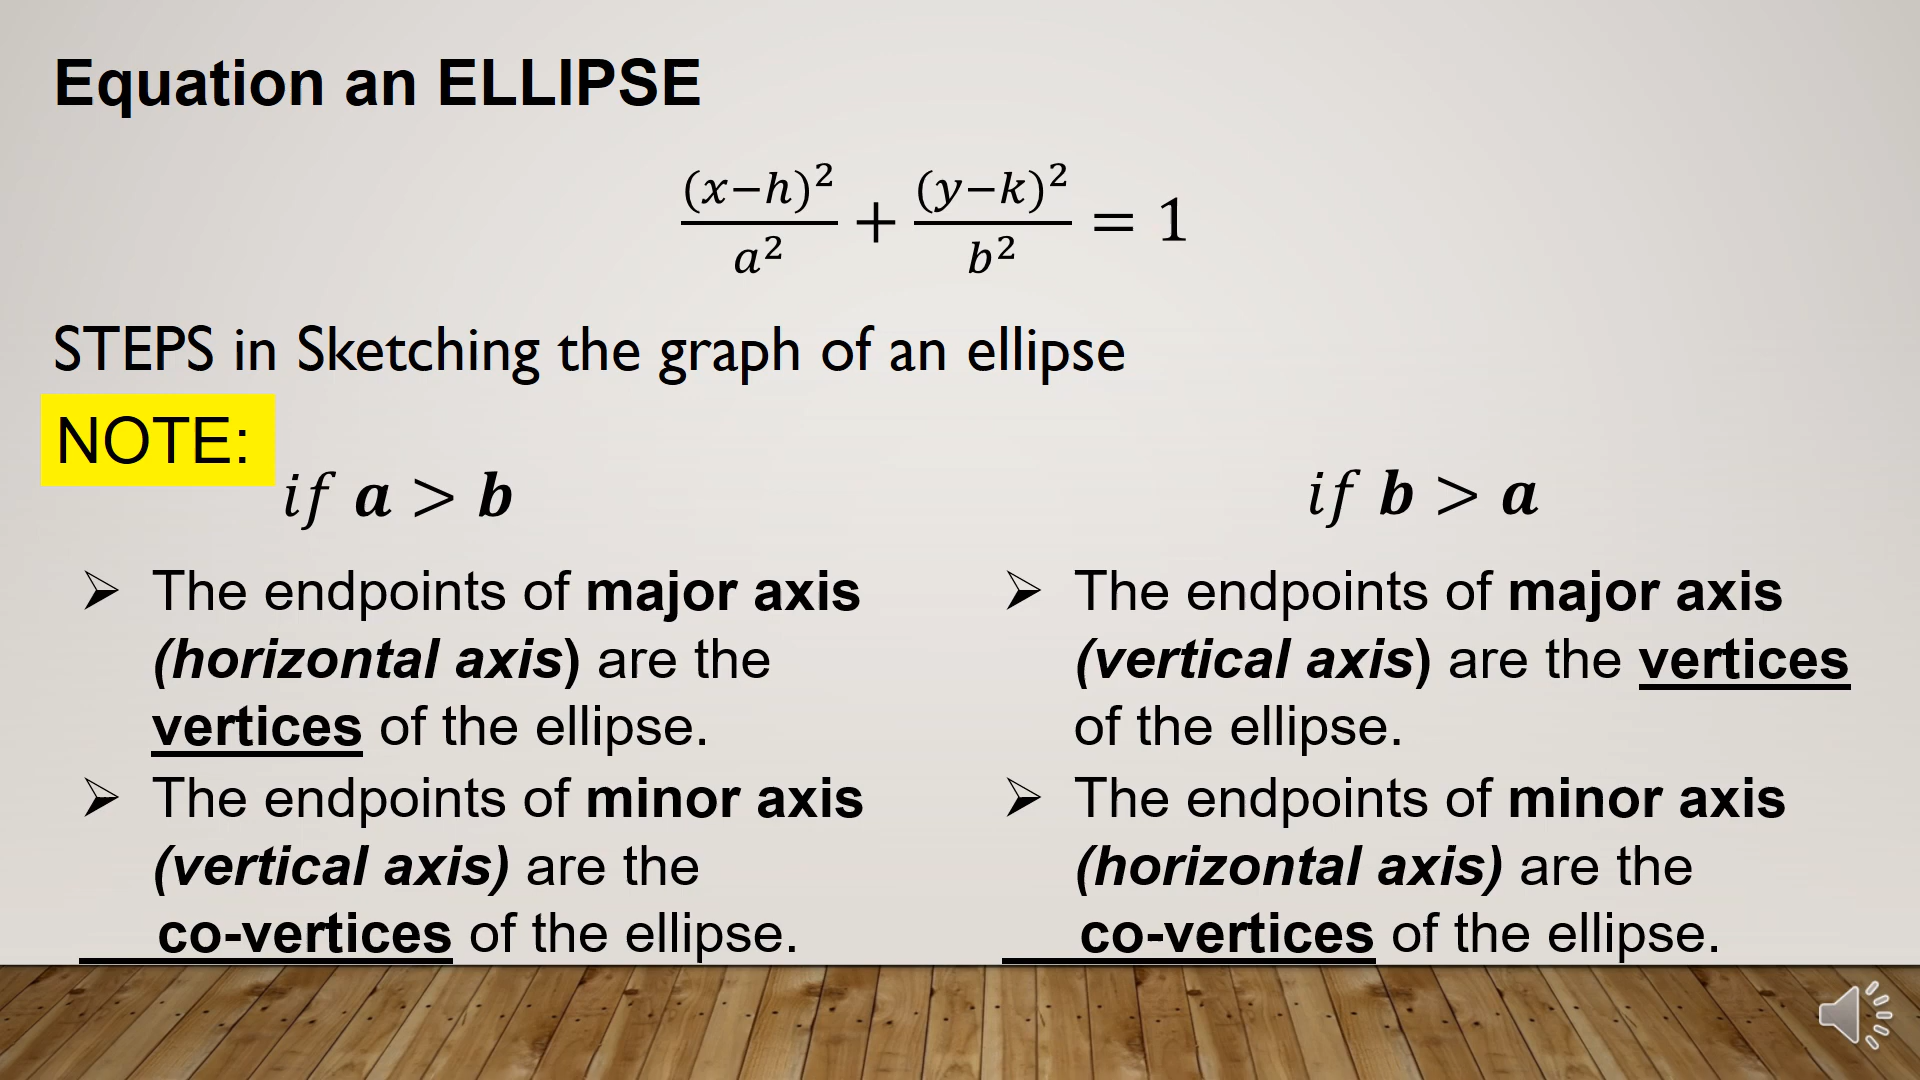 Equation an ELLIPSE
(x−h)²/a² + (y−k)²/b² = 1
STEPS in Sketching the graph of an ellipse
NOTE:
if a > b
➢ The endpoints of major axis
(horizontal axis) are the
vertices of the ellipse.
➢ The endpoints of minor axis
(vertical axis) are the
co-vertices of the ellipse.
if b > a
➢ The endpoints of major axis
(vertical axis) are the vertices
of the ellipse.
➢ The endpoints of minor axis
(horizontal axis) are the
co-vertices of the ellipse.